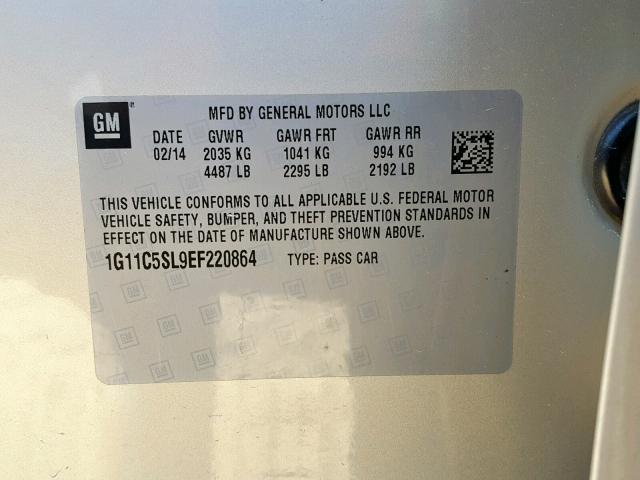 GM
MFD BY GENERAL MOTORS LLC
DATE GVWR GAWR FRT GAWR RR
02/14 2035 KG 1041 KG 994 KG
4487 LB 2295 LB 2192 LB
THIS VEHICLE CONFORMS TO ALL APPLICABLE U.S. FEDERAL MOTOR
VEHICLE SAFETY, BUMPER, AND THEFT PREVENTION STANDARDS IN
EFFECT ON THE DATE OF MANUFACTURE SHOWN ABOVE.
1G11C5SL9EF220864 TYPE: PASS CAR